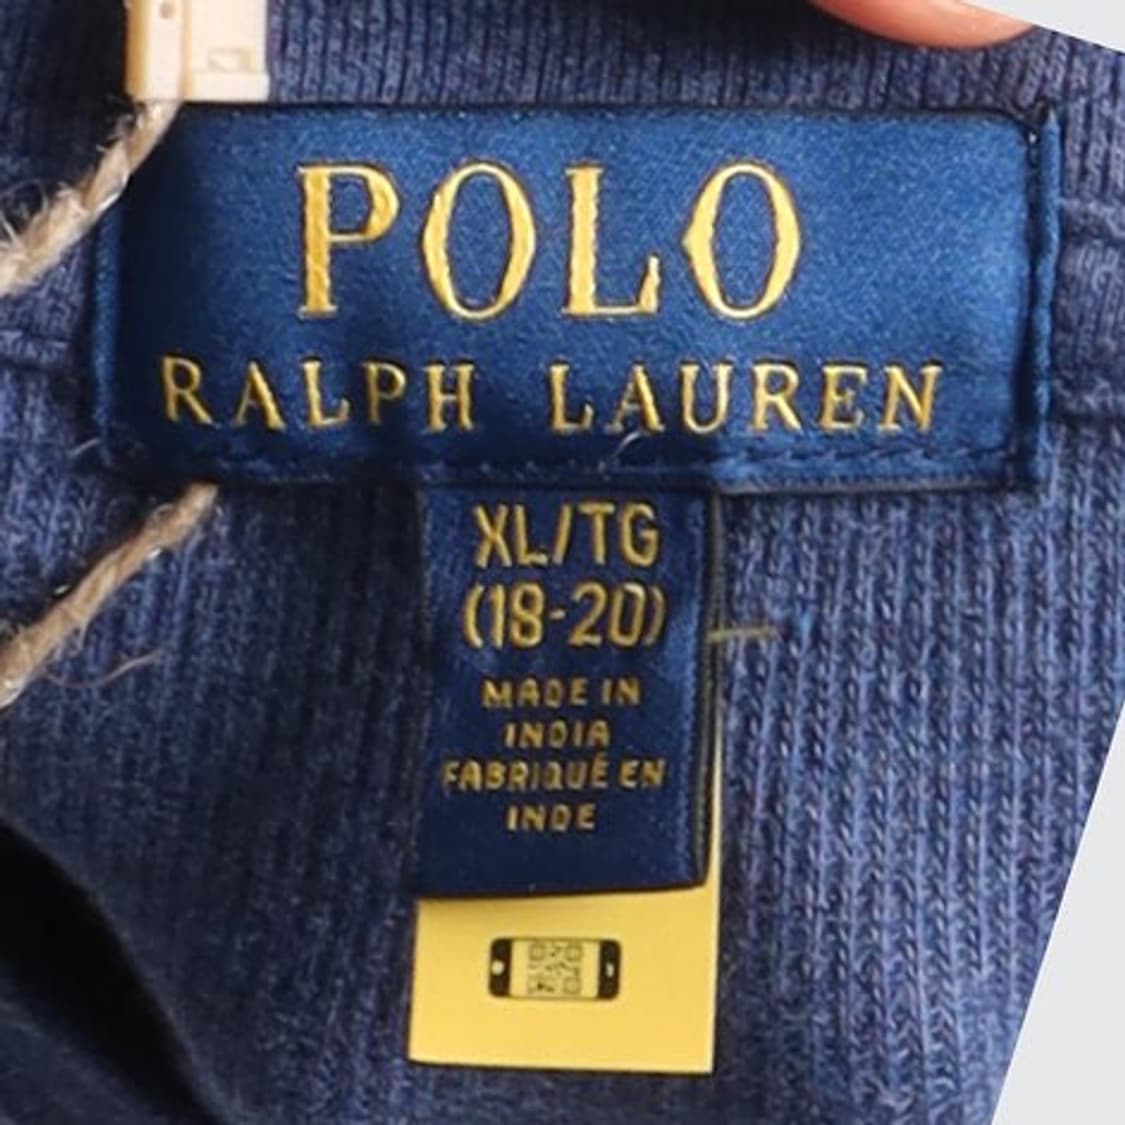 POLO
RALPH LAUREN
XL/TG
(18-20)
MADE IN
INDIA
FABRIQUÉ EN
INDE